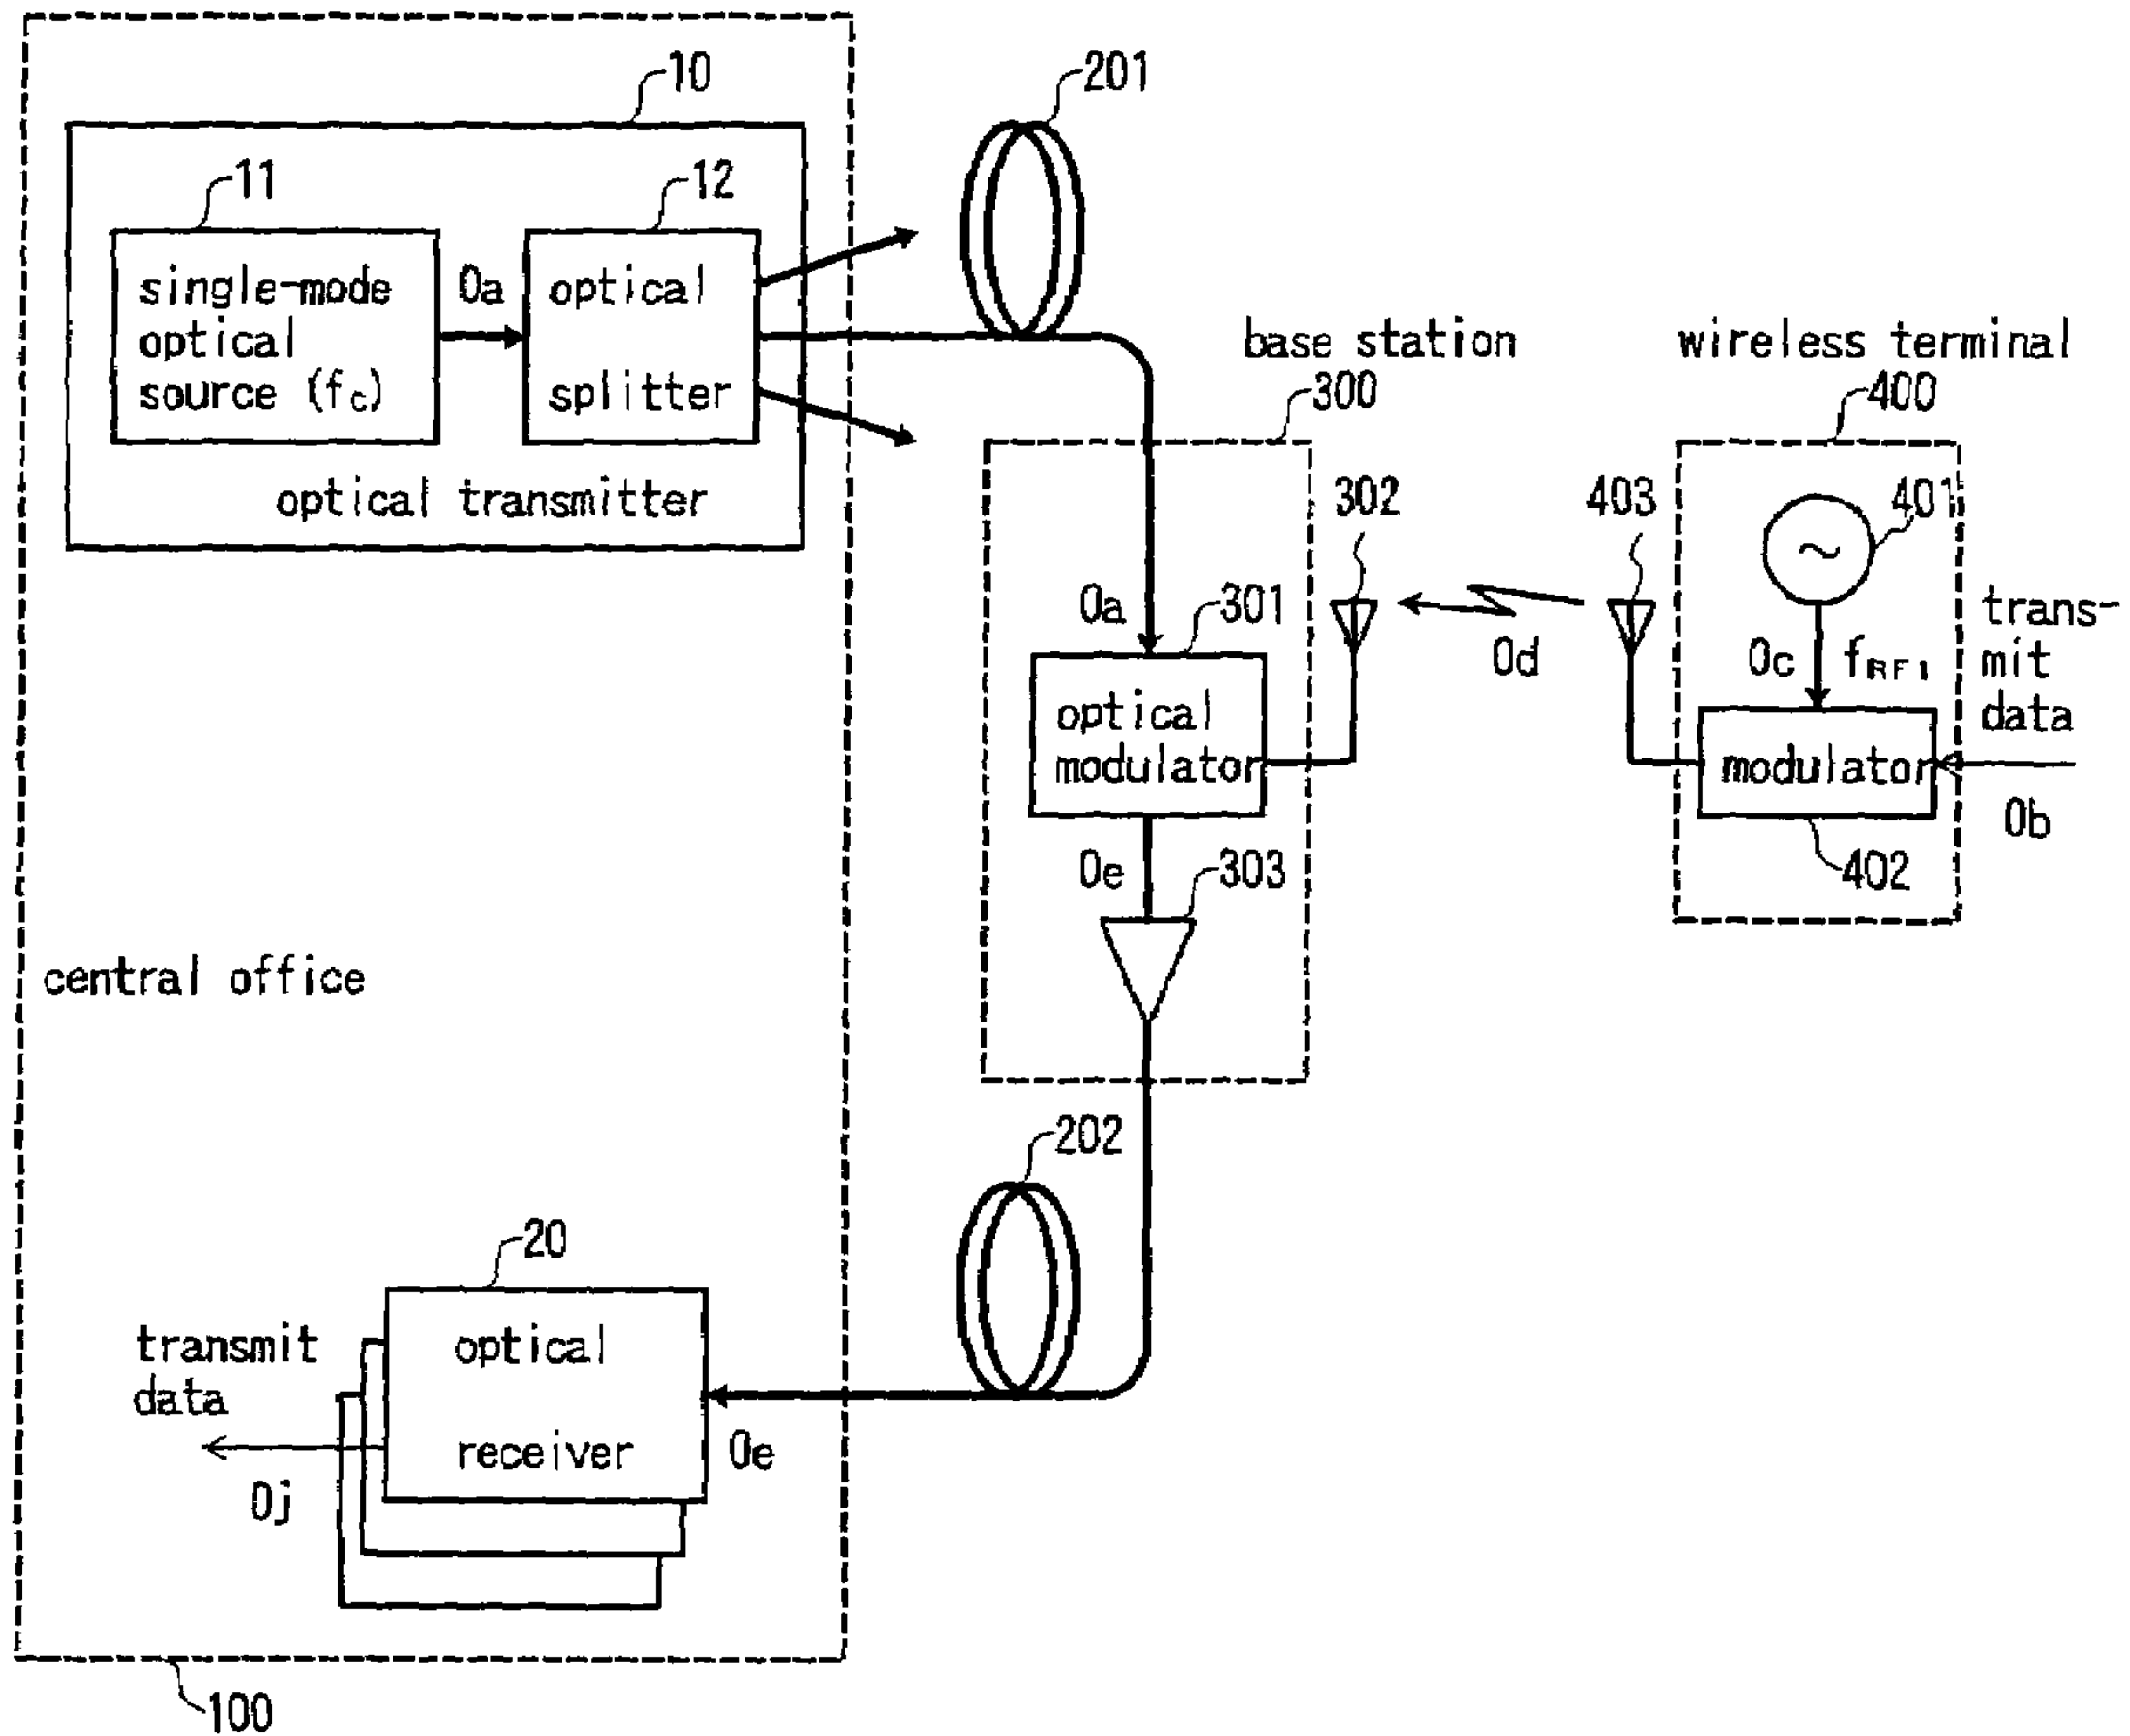 10
201
11
12
single-mode
optical
source (fc)
0a
optical
splitter
optical transmitter
base station
300
wireless terminal
400
302
403
401
0a
301
0d
0c
fRF1
trans-
mit
data
optical
modulator
modulator
0b
0e
303
402
central office
202
20
transmit
data
optical
receiver
0e
0j
100